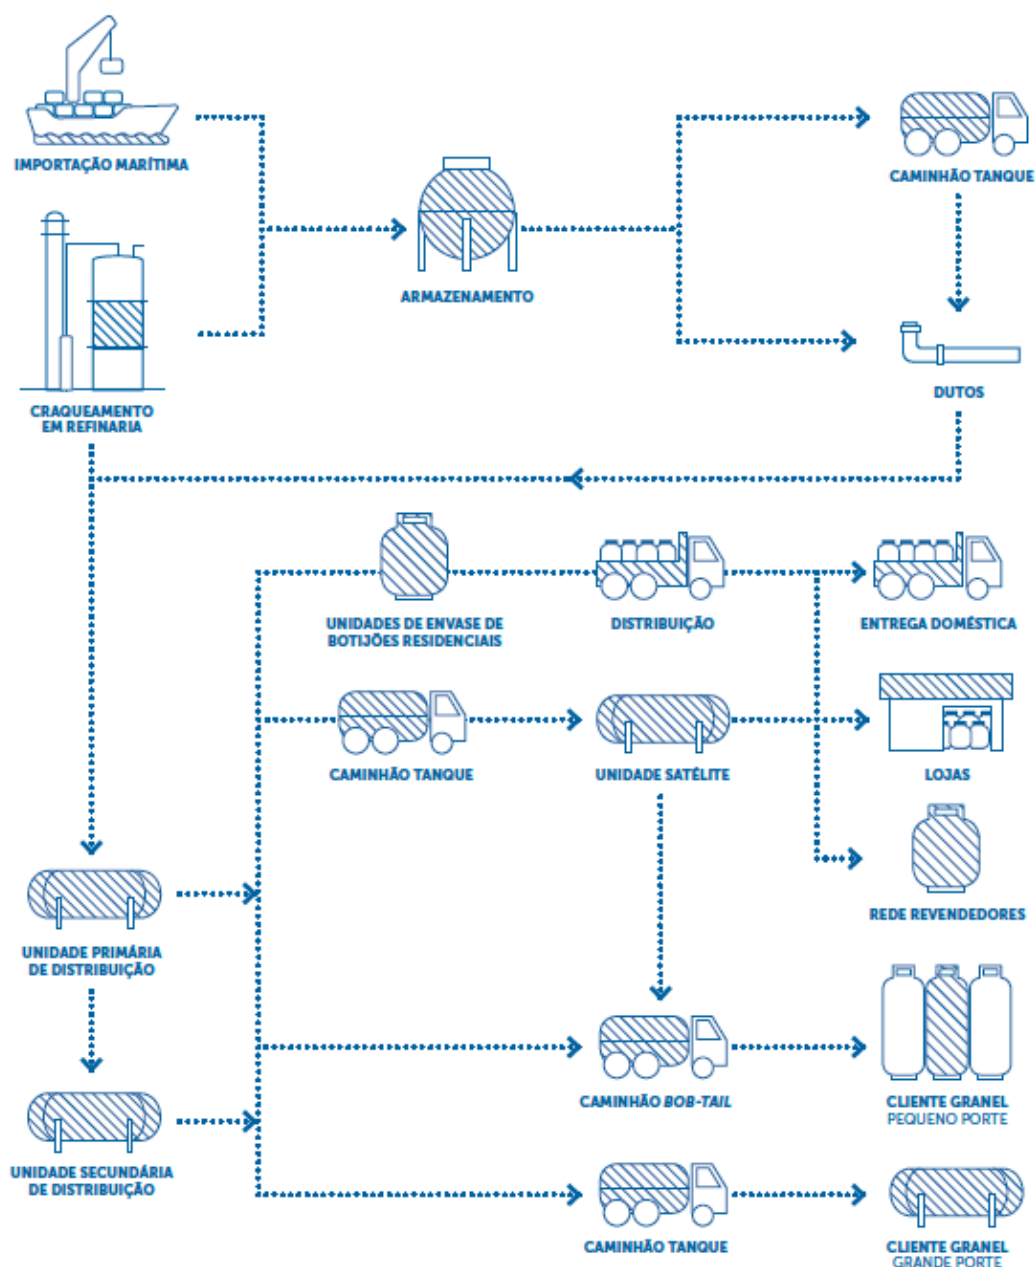 IMPORTAÇÃO MARÍTIMA
CAMINHÃO TANQUE
ARMAZENAMENTO
CRAQUEAMENTO
EM REFINARIA
DUTOS
UNIDADES DE ENVASE DE
BOTIJÕES RESIDENCIAIS
DISTRIBUIÇÃO
ENTREGA DOMÉSTICA
CAMINHÃO TANQUE
UNIDADE SATÉLITE
LOJAS
REDE REVENDEDORES
UNIDADE PRIMÁRIA
DE DISTRIBUIÇÃO
CAMINHÃO BOB-TAIL
CLIENTE GRANEL
PEQUENO PORTE
UNIDADE SECUNDÁRIA
DE DISTRIBUIÇÃO
CAMINHÃO TANQUE
CLIENTE GRANEL
GRANDE PORTE